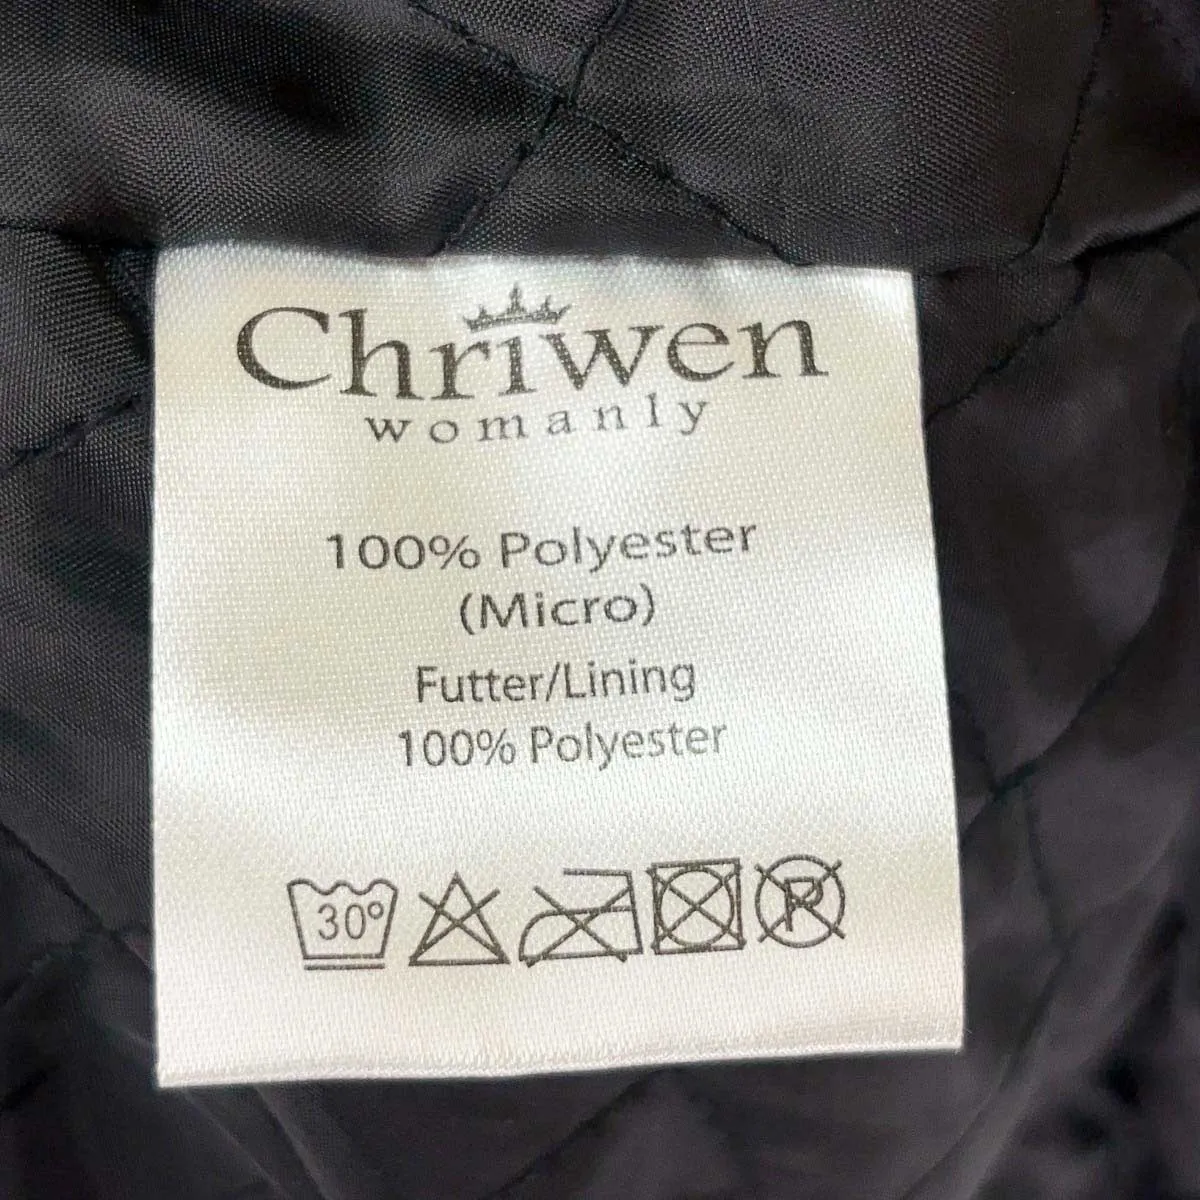 Chriwen
womanly
100% Polyester
(Micro)
Futter/Lining
100% Polyester
30° P